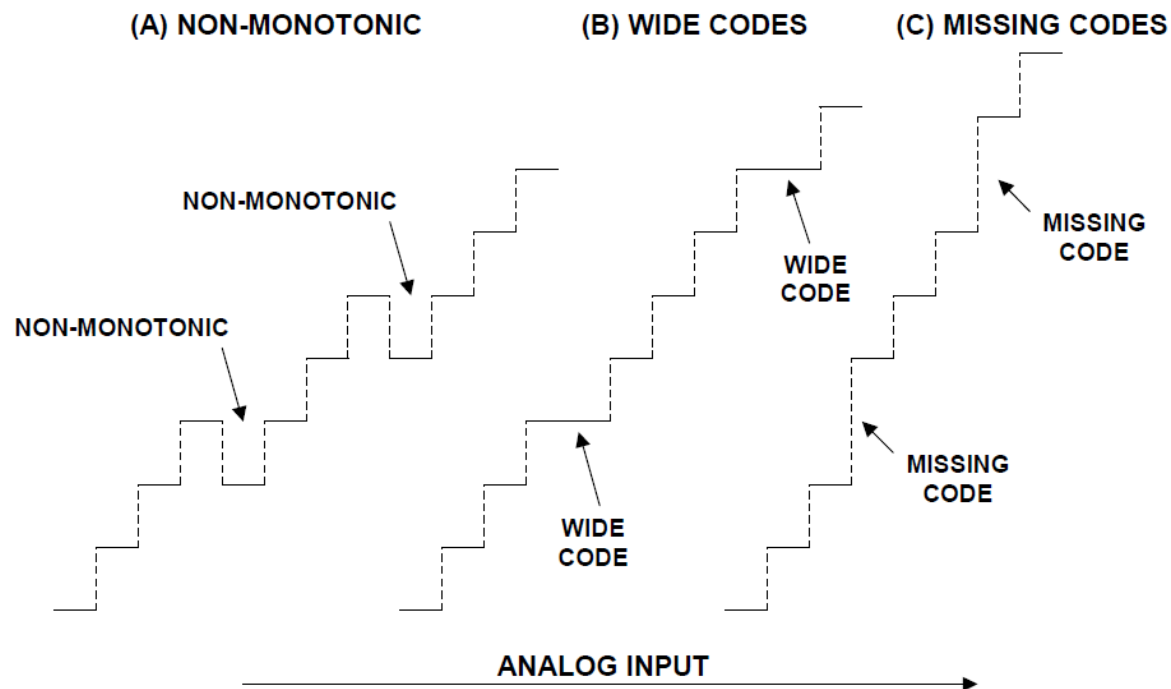 (A) NON-MONOTONIC
(B) WIDE CODES
(C) MISSING CODES
NON-MONOTONIC
NON-MONOTONIC
WIDE
CODE
WIDE
CODE
MISSING
CODE
MISSING
CODE
ANALOG INPUT